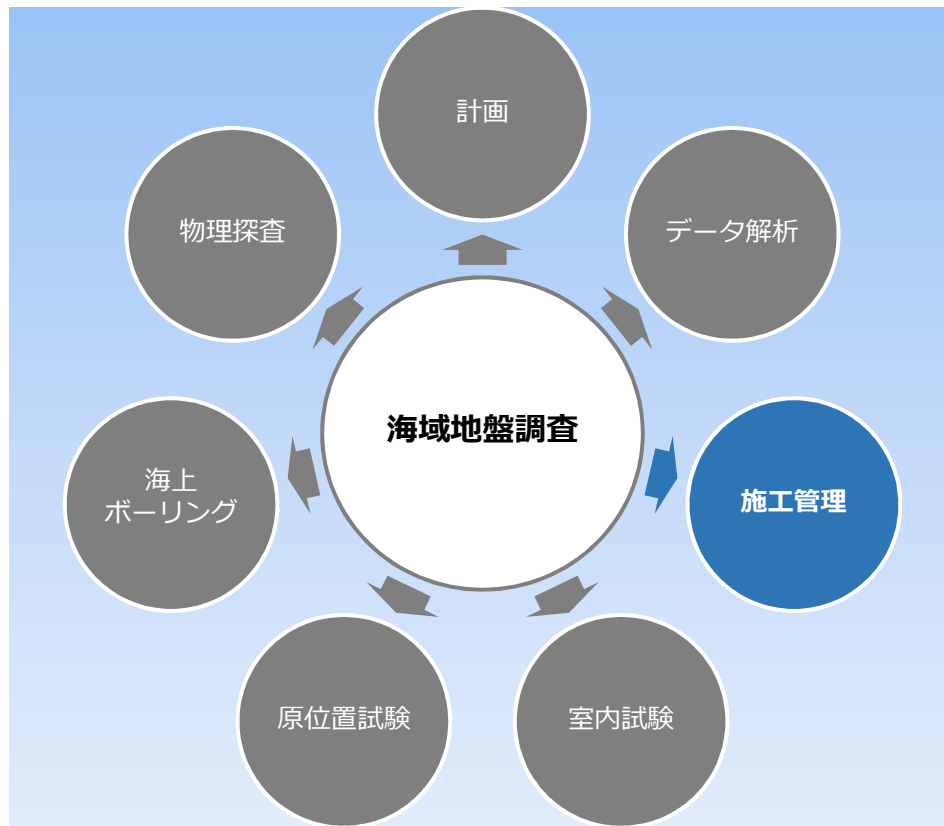 計画
物理探査
データ解析
海域地盤調査
海上
ボーリング
施工管理
原位置試験
室内試験